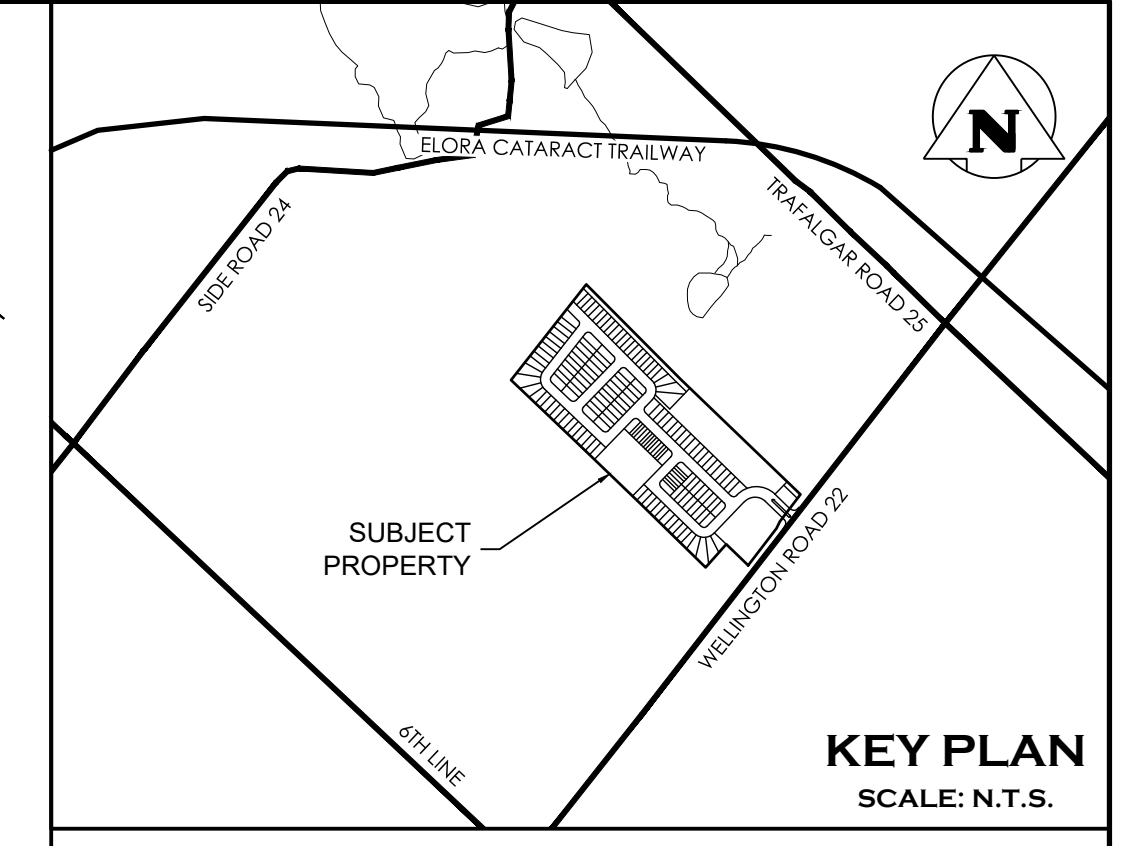 ELORA CATARACT TRAILWAY
N
TRAFALGAR ROAD 25
SIDE ROAD 24
SUBJECT
PROPERTY
WELLINGTON ROAD 22
6TH LINE
KEY PLAN
SCALE: N.T.S.